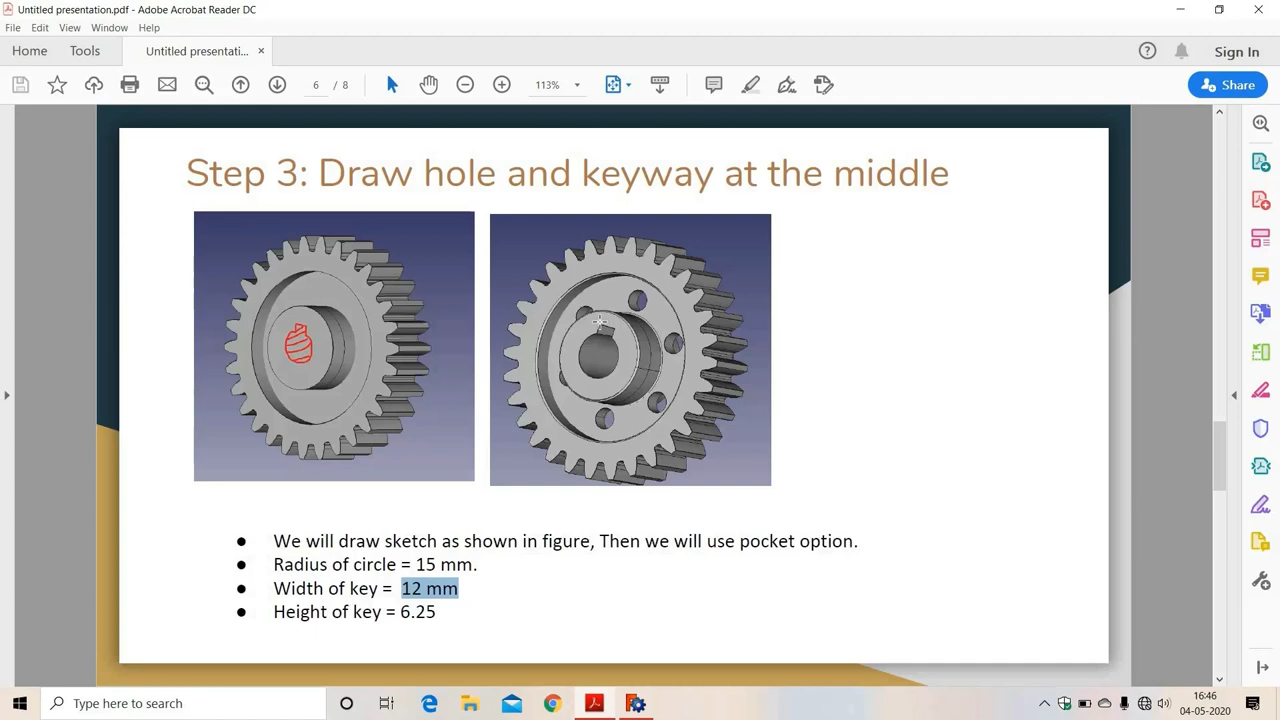 Untitled presentation.pdf - Adobe Acrobat Reader DC
File Edit View Window Help
Home Tools Untitled presentati... × Sign In
6 / 8 113% Share
Step 3: Draw hole and keyway at the middle
● We will draw sketch as shown in figure, Then we will use pocket option.
● Radius of circle = 15 mm.
● Width of key = 12 mm
● Height of key = 6.25
Type here to search
16:46
04-05-2020